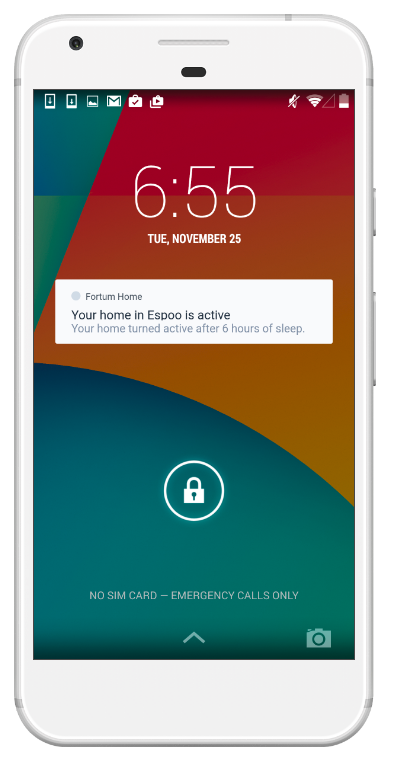 6:55
TUE, NOVEMBER 25
Fortum Home
Your home in Espoo is active
Your home turned active after 6 hours of sleep.
NO SIM CARD — EMERGENCY CALLS ONLY